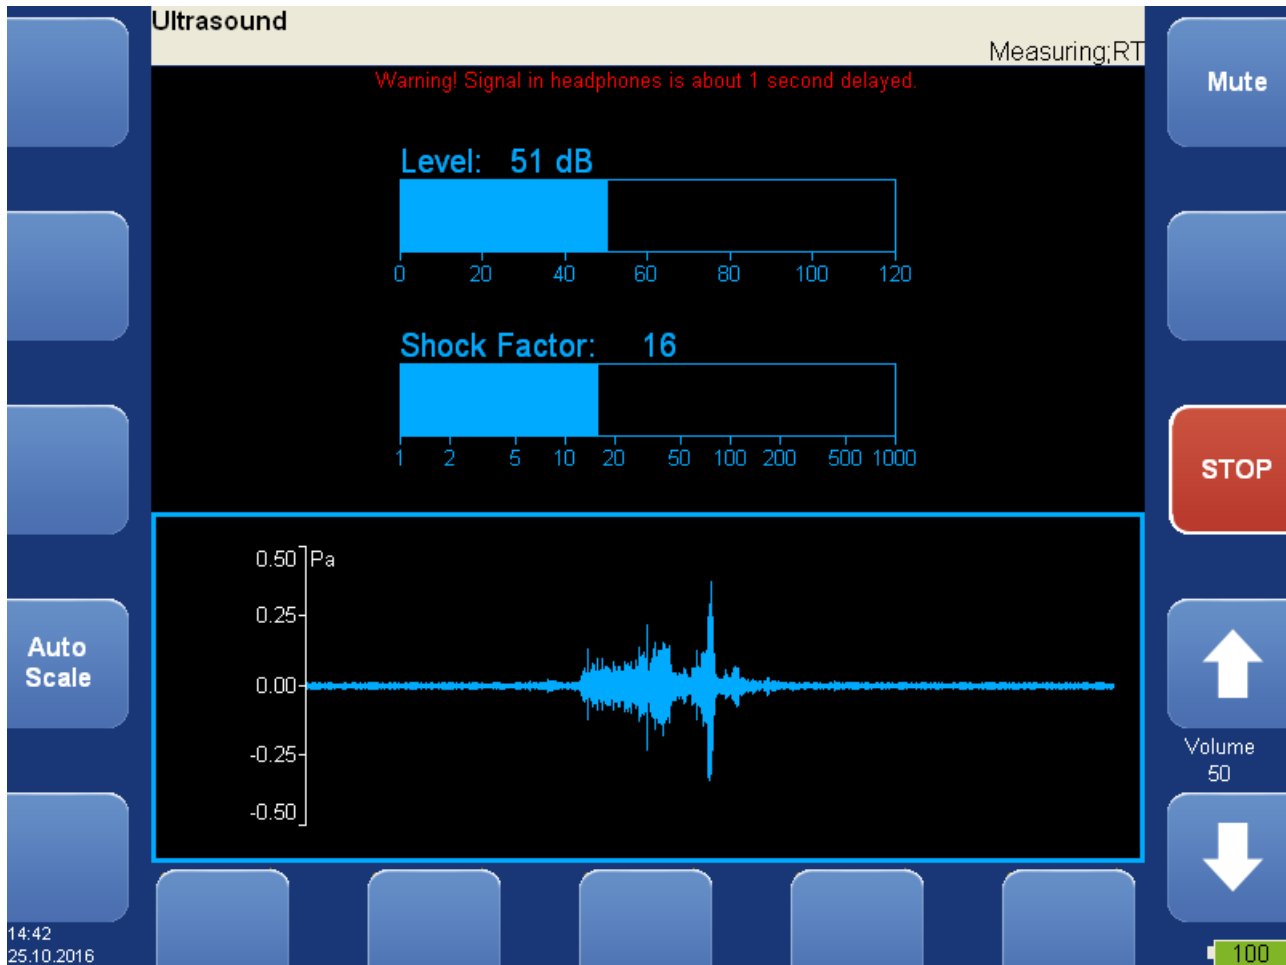 Ultrasound
Measuring;RT
Warning! Signal in headphones is about 1 second delayed.
Mute
Level: 51 dB
0 20 40 60 80 100 120
Shock Factor: 16
1 2 5 10 20 50 100 200 500 1000
STOP
0.50 Pa
0.25
0.00
-0.25
-0.50
Auto
Scale
Volume
50
14:42
25.10.2016
100